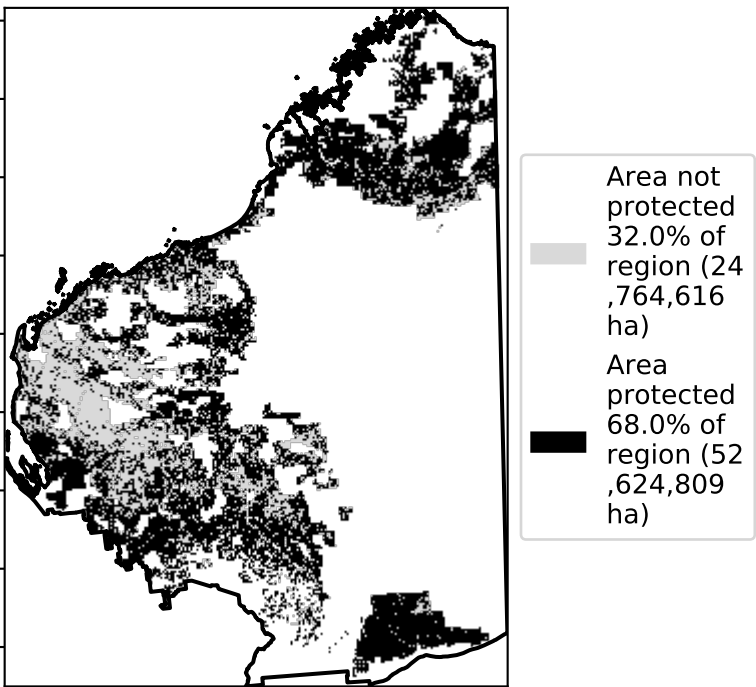 Area not
protected
32.0% of
region (24
,764,616
ha)
Area
protected
68.0% of
region (52
,624,809
ha)